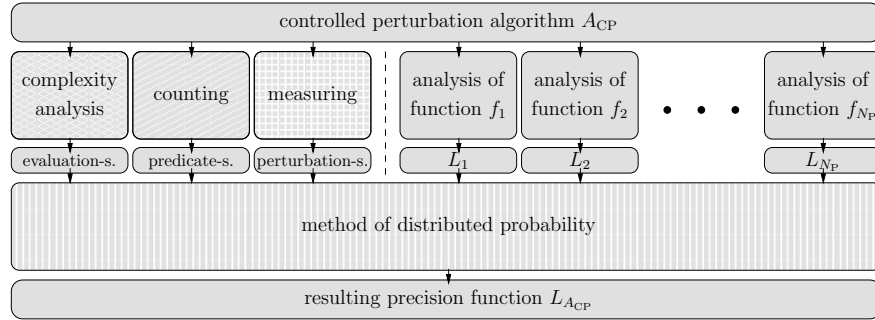 controlled perturbation algorithm A_CP
complexity analysis
counting
measuring
analysis of function f_1
analysis of function f_2
• • •
analysis of function f_{N_P}
evaluation-s.
predicate-s.
perturbation-s.
L_1
L_2
L_{N_P}
method of distributed probability
resulting precision function L_{A_CP}